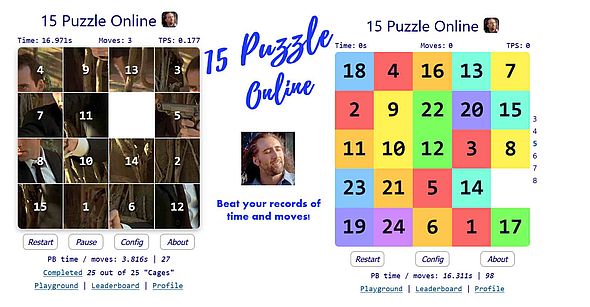 15 Puzzle Online
Time: 16.971s Moves: 3 TPS: 0.177
4 9 13 3
7 11 5
8 10 14 2
15 1 6 12
Restart Pause Config About
PB time / moves: 3.816s | 27
Completed 25 out of 25 "Cages"
Playground | Leaderboard | Profile
15 Puzzle
Online
Beat your records of
time and moves!
15 Puzzle Online
Time: 0s Moves: 0 TPS: 0
18 4 16 13 7
2 9 22 20 15
11 10 12 3 8
23 21 5 14
19 24 6 1 17
3
4
5
6
7
8
Restart Config About
PB time / moves: 16.311s | 98
Playground | Leaderboard | Profile